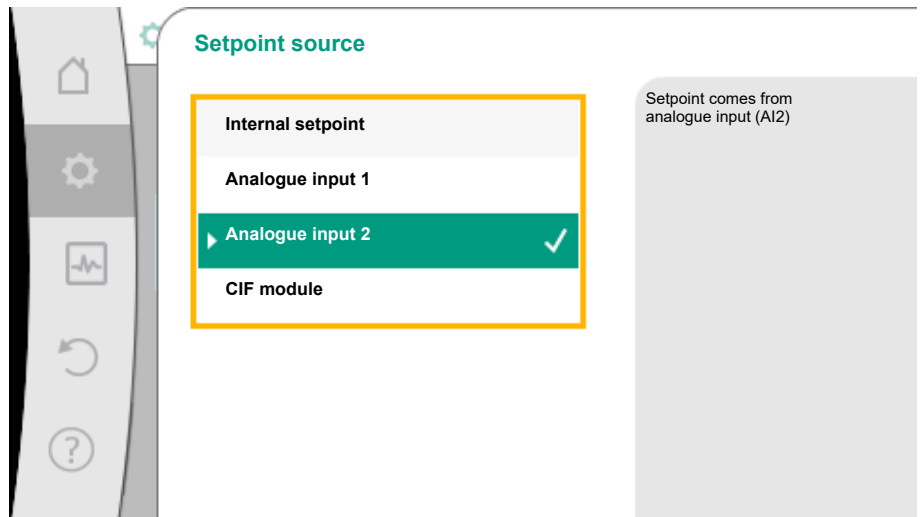 Setpoint source
Internal setpoint
Analogue input 1
Analogue input 2
CIF module
Setpoint comes from
analogue input (AI2)
?